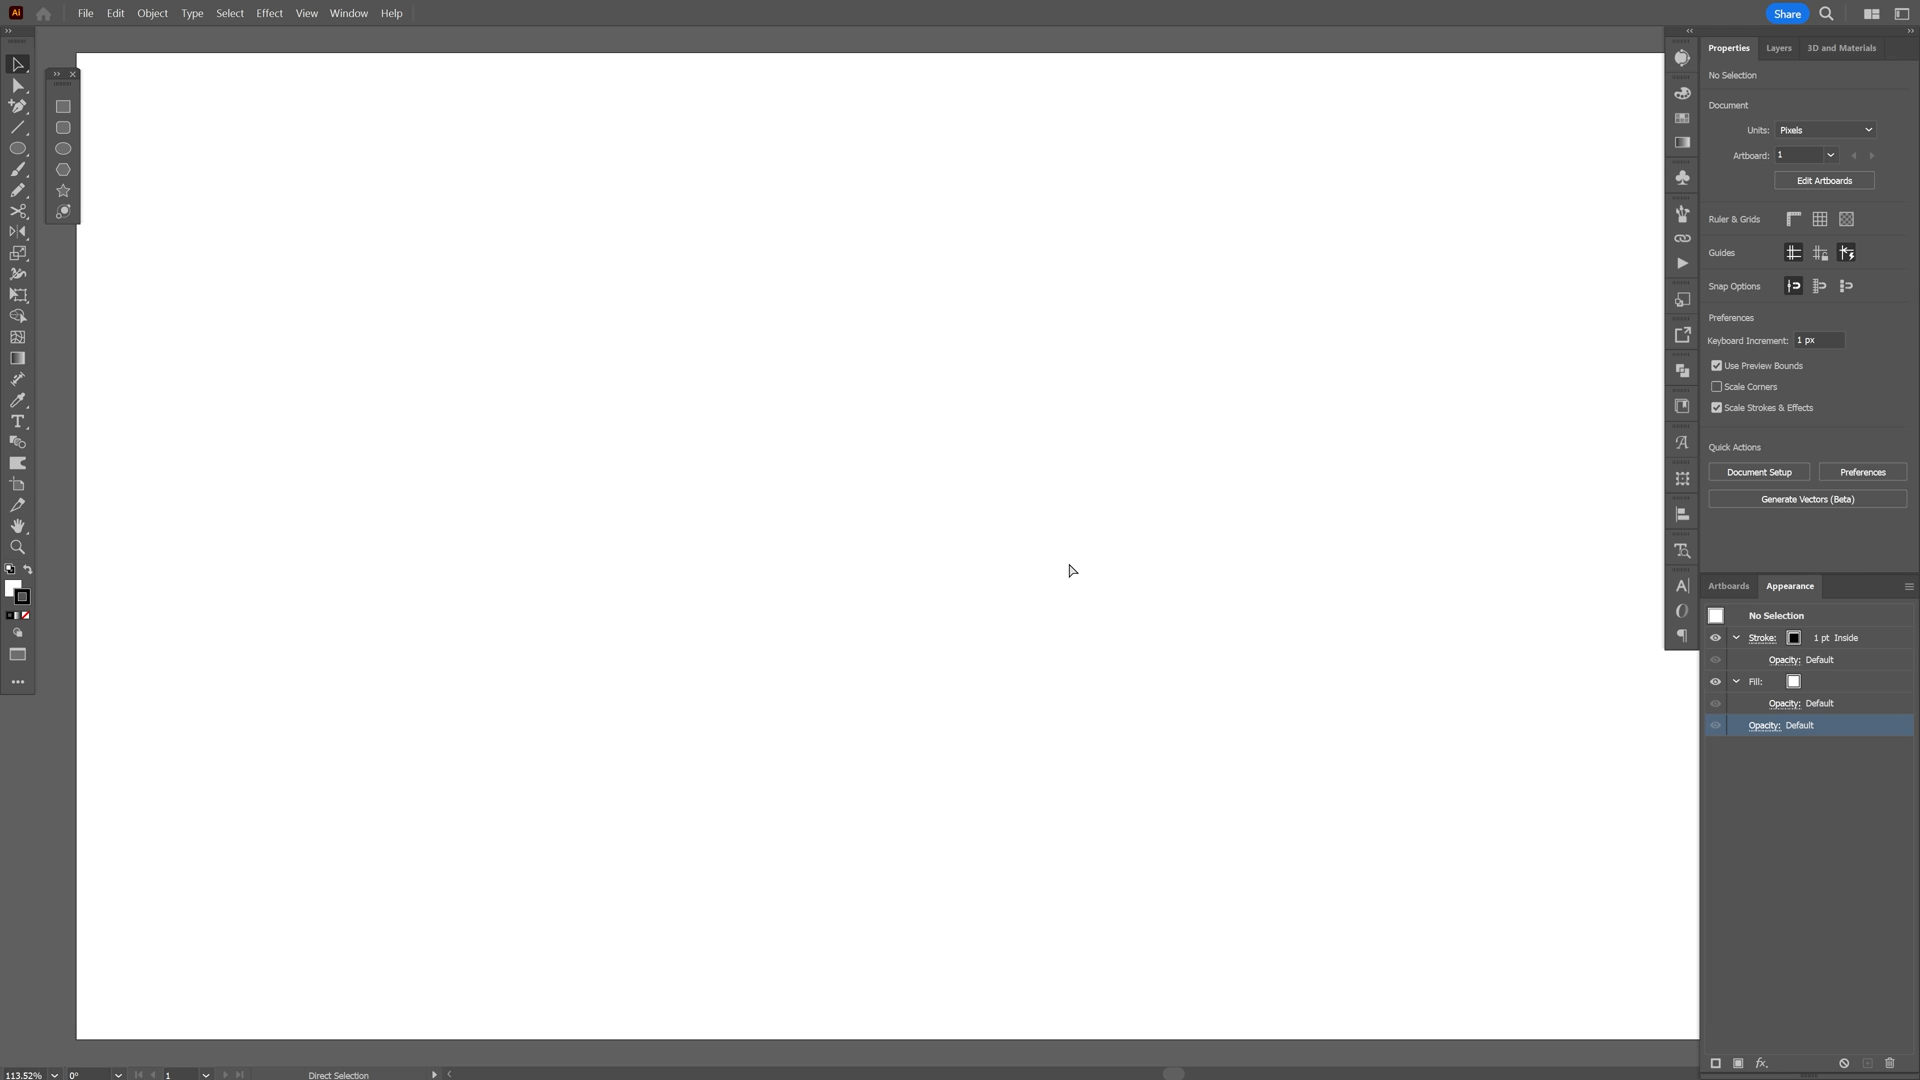 Ai File Edit Object Type Select Effect View Window Help Share
Properties Layers 3D and Materials
No Selection
Document
Units: Pixels
Artboard: 1
Edit Artboards
Ruler & Grids
Guides
Snap Options
Preferences
Keyboard Increment: 1 px
Use Preview Bounds
Scale Corners
Scale Strokes & Effects
Quick Actions
Document Setup Preferences
Generate Vectors (Beta)
Artboards Appearance
No Selection
Stroke: 1 pt Inside
Opacity: Default
Fill:
Opacity: Default
Opacity: Default
fx.
113.52% 0° 1 Direct Selection